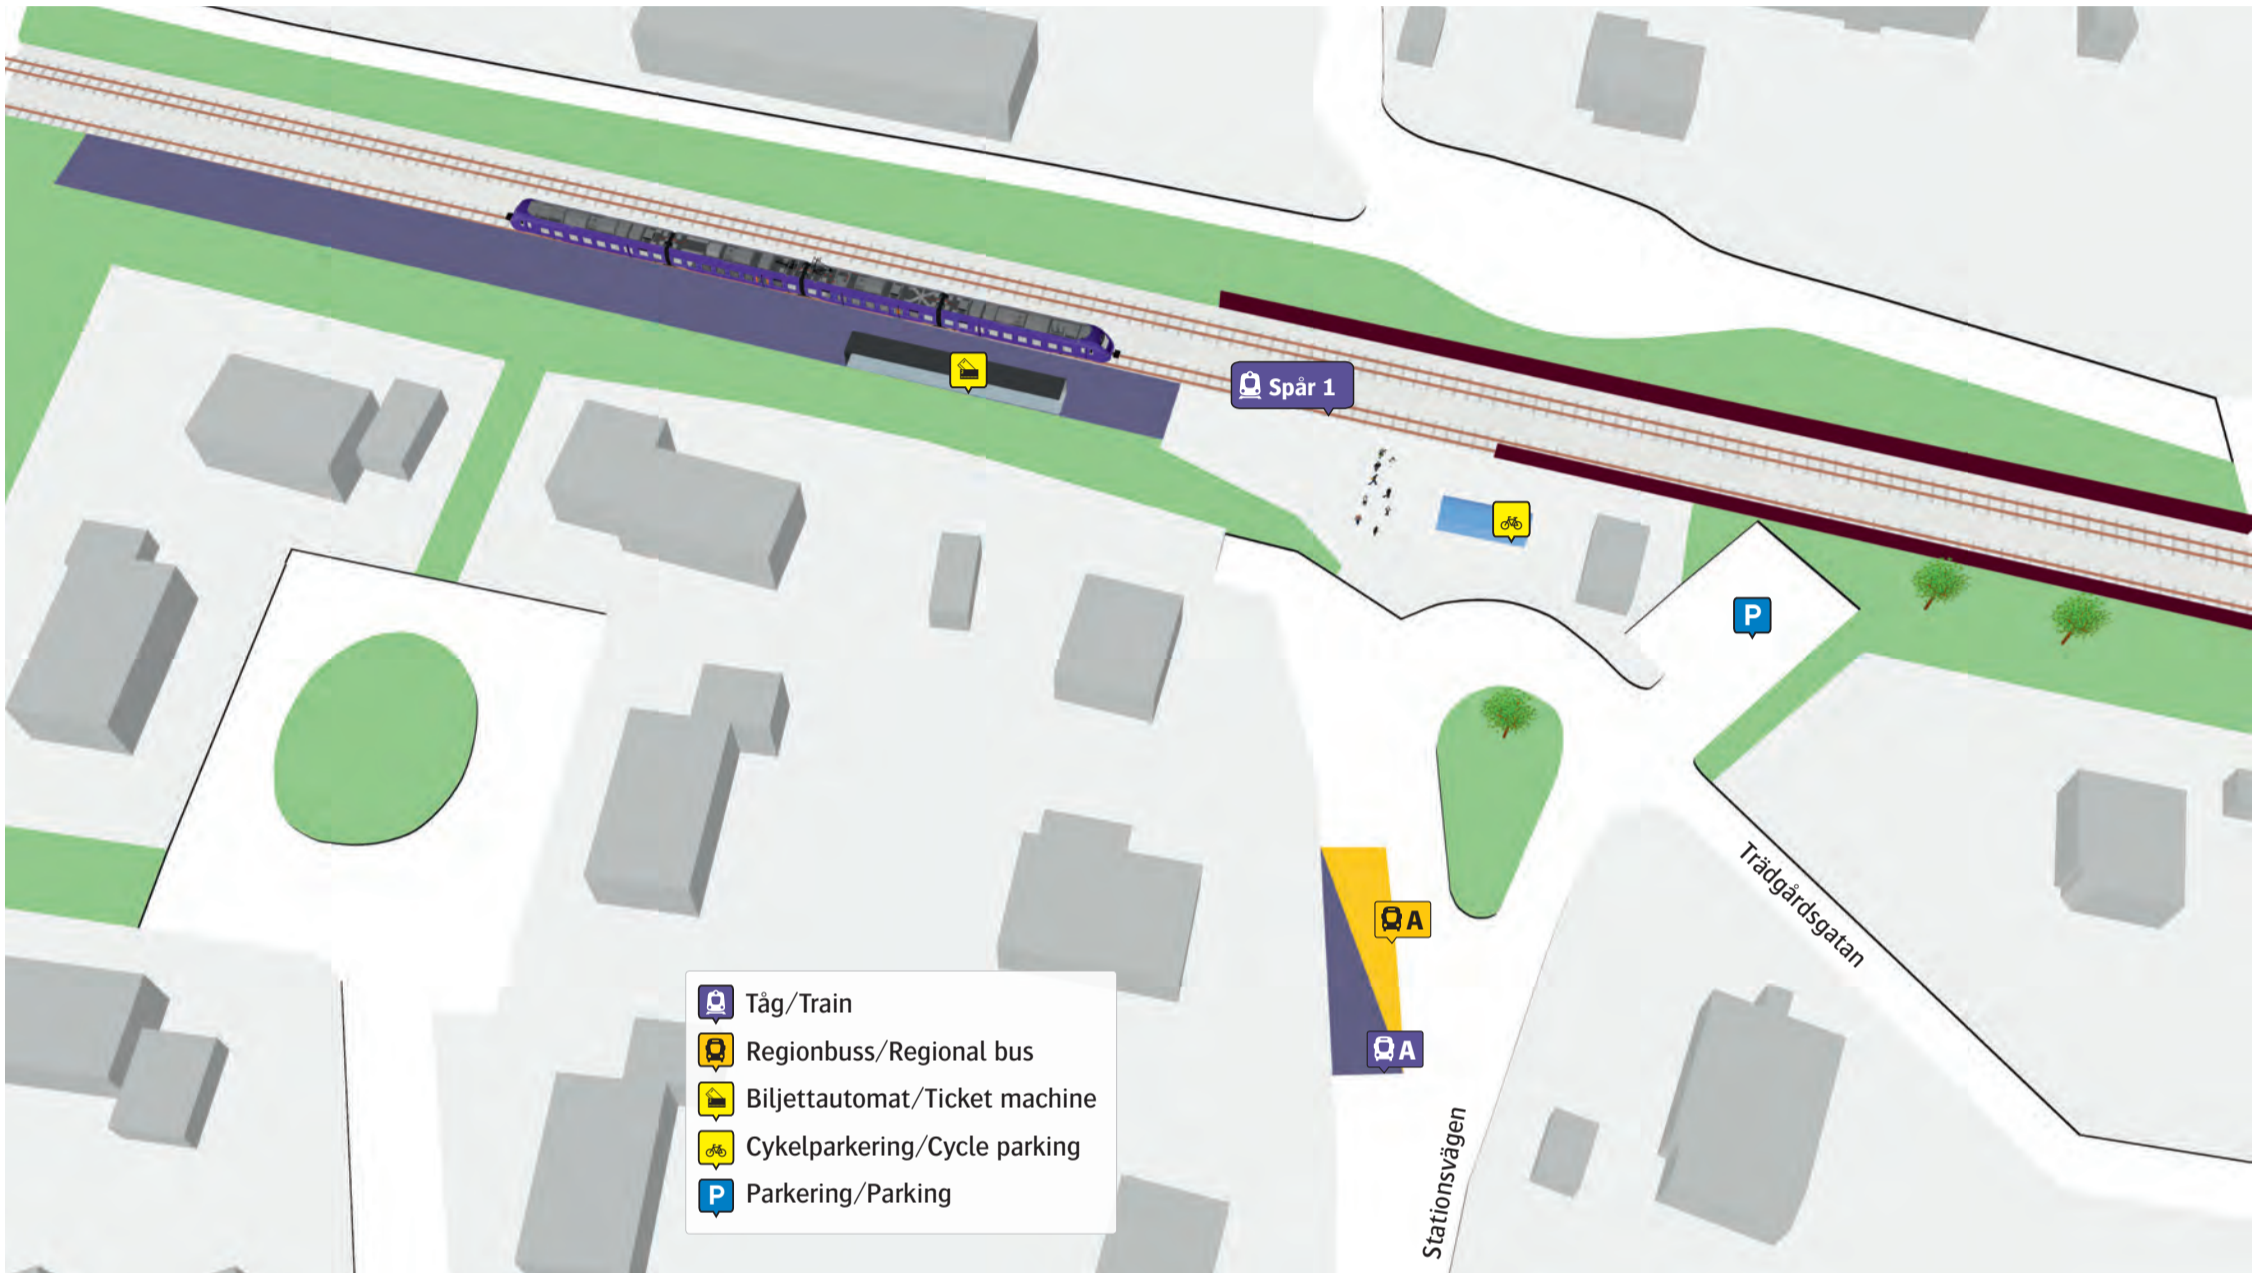 Spår 1
P
A
A
Trädgårdsgatan
Stationsvägen
Tåg/Train
Regionbuss/Regional bus
Biljettautomat/Ticket machine
Cykelparkering/Cycle parking
P Parkering/Parking